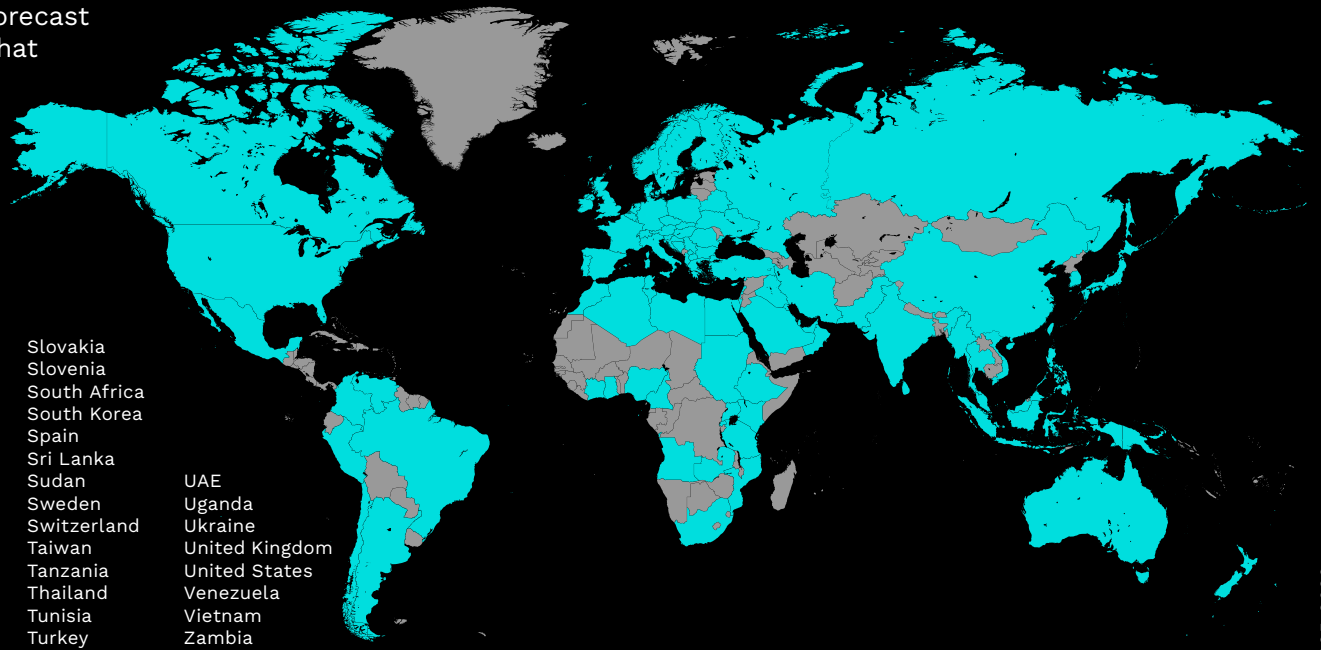 orecast
hat
Slovakia
Slovenia
South Africa
South Korea
Spain
Sri Lanka
Sudan
Sweden
Switzerland
Taiwan
Tanzania
Thailand
Tunisia
Turkey
UAE
Uganda
Ukraine
United Kingdom
United States
Venezuela
Vietnam
Zambia